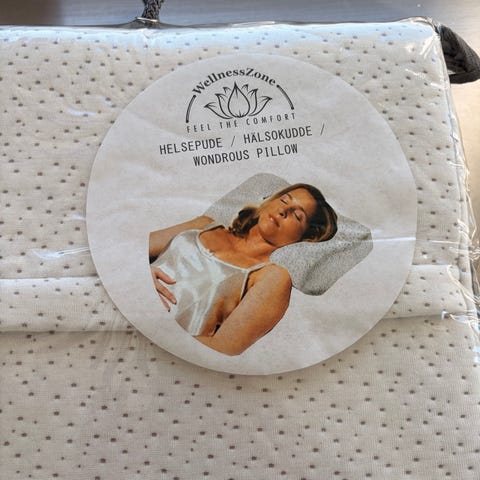 WellnessZone
FEEL THE COMFORT
HELSEPUDE / HÄLSOKUDDE /
WONDROUS PILLOW